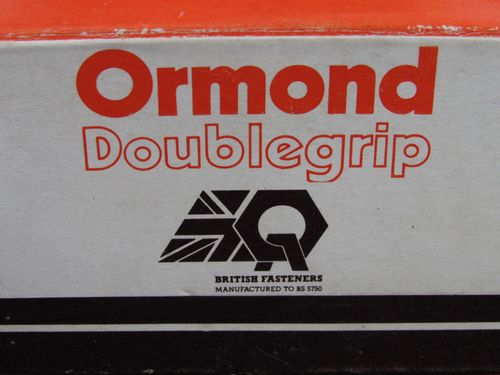 Ormond
Doublegrip
Q
BRITISH FASTENERS
MANUFACTURED TO BS 5750